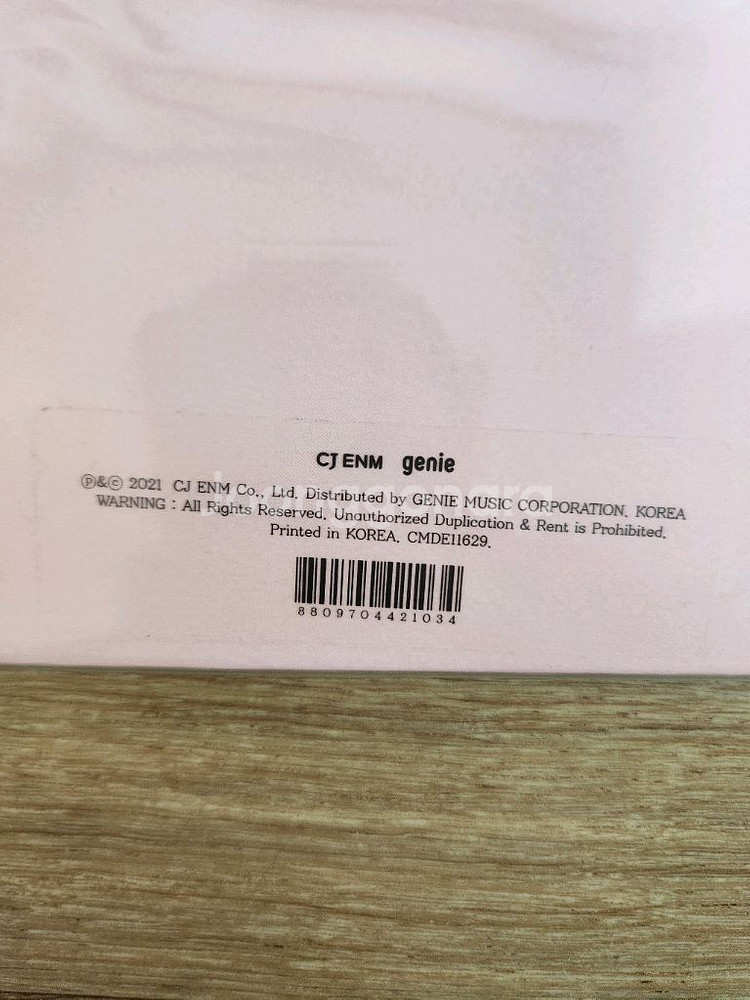 CJ ENM genie
℗&© 2021 CJ ENM Co., Ltd. Distributed by GENIE MUSIC CORPORATION. KOREA
WARNING : All Rights Reserved. Unauthorized Duplication & Rent is Prohibited.
Printed in KOREA. CMDE11629.
8809704421034